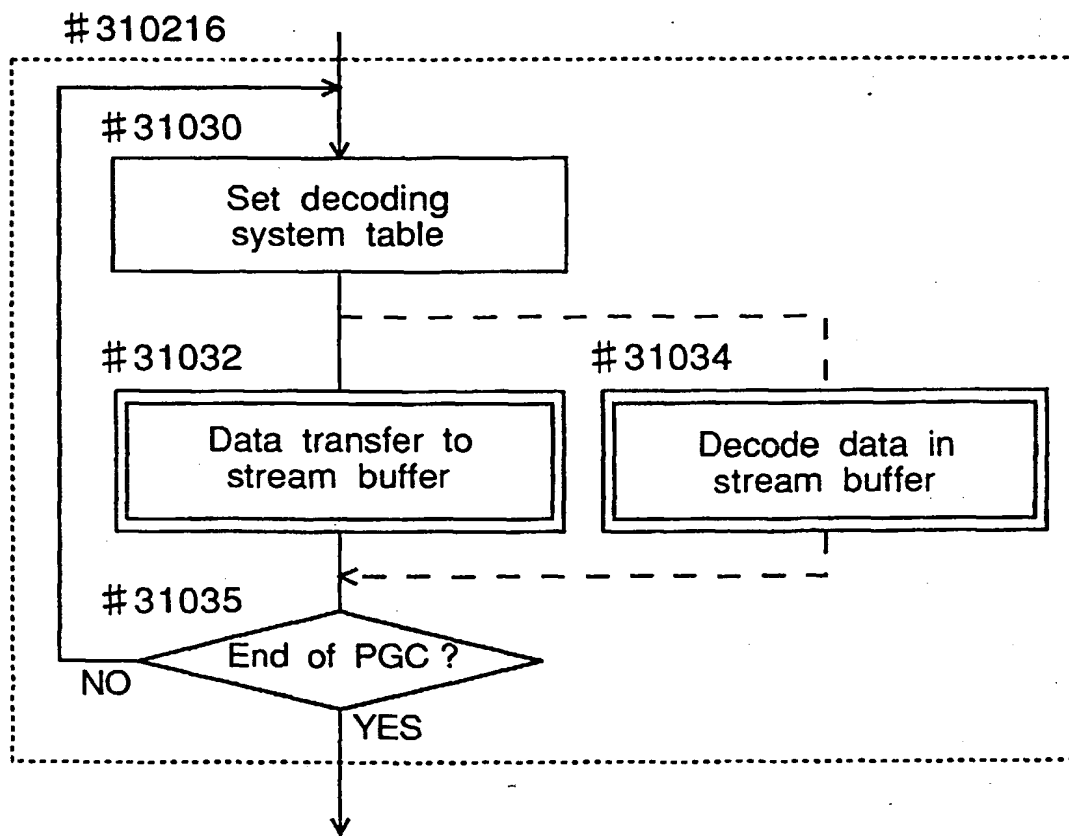 #310216
#31030
Set decoding
system table
#31032
#31034
Data transfer to
stream buffer
Decode data in
stream buffer
#31035
End of PGC ?
NO
YES